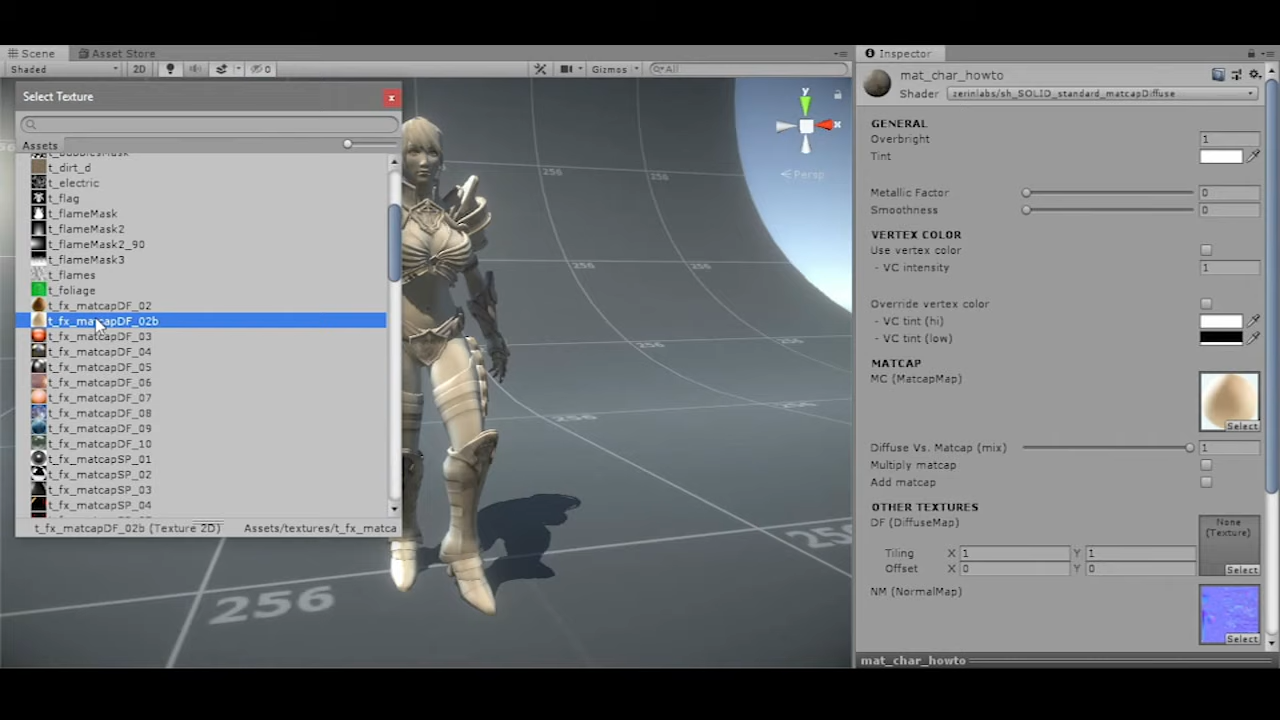 Scene
Asset Store
Shaded
2D
0
Gizmos
All
Select Texture
Assets
t_bubblesMask
t_dirt_d
t_electric
t_flag
t_flameMask
t_flameMask2
t_flameMask2_90
t_flameMask3
t_flames
t_foliage
t_fx_matcapDF_02
t_fx_matcapDF_02b
t_fx_matcapDF_03
t_fx_matcapDF_04
t_fx_matcapDF_05
t_fx_matcapDF_06
t_fx_matcapDF_07
t_fx_matcapDF_08
t_fx_matcapDF_09
t_fx_matcapDF_10
t_fx_matcapSP_01
t_fx_matcapSP_02
t_fx_matcapSP_03
t_fx_matcapSP_04
t_fx_matcapDF_02b (Texture 2D)
Assets/textures/t_fx_matca
y
x
Persp
256
256
256
256
256
256
256
256
256
Inspector
mat_char_howto
Shader
zerinlabs/sh_SOLID_standard_matcapDiffuse
GENERAL
Overbright 1
Tint
Metallic Factor 0
Smoothness 0
VERTEX COLOR
Use vertex color
- VC intensity 1
Override vertex color
- VC tint (hi)
- VC tint (low)
MATCAP
MC (MatcapMap)
Select
Diffuse Vs. Matcap (mix) 1
Multiply matcap
Add matcap
OTHER TEXTURES
DF (DiffuseMap)
None
(Texture)
Tiling X 1 Y 1
Offset X 0 Y 0
Select
NM (NormalMap)
Select
mat_char_howto